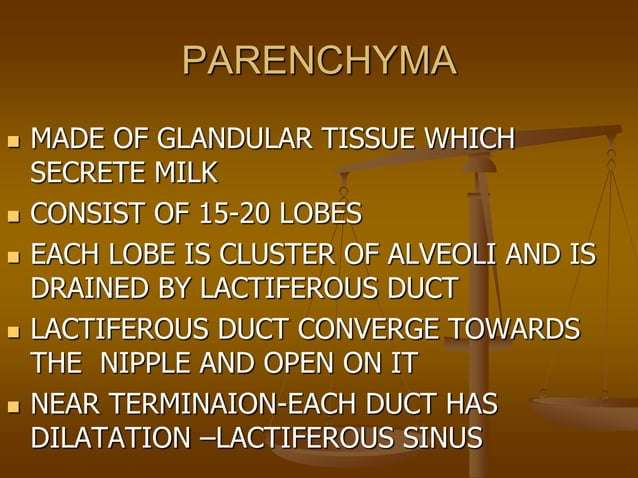 PARENCHYMA
MADE OF GLANDULAR TISSUE WHICH
SECRETE MILK
CONSIST OF 15-20 LOBES
EACH LOBE IS CLUSTER OF ALVEOLI AND IS
DRAINED BY LACTIFEROUS DUCT
LACTIFEROUS DUCT CONVERGE TOWARDS
THE  NIPPLE AND OPEN ON IT
NEAR TERMINAION-EACH DUCT HAS
DILATATION –LACTIFEROUS SINUS